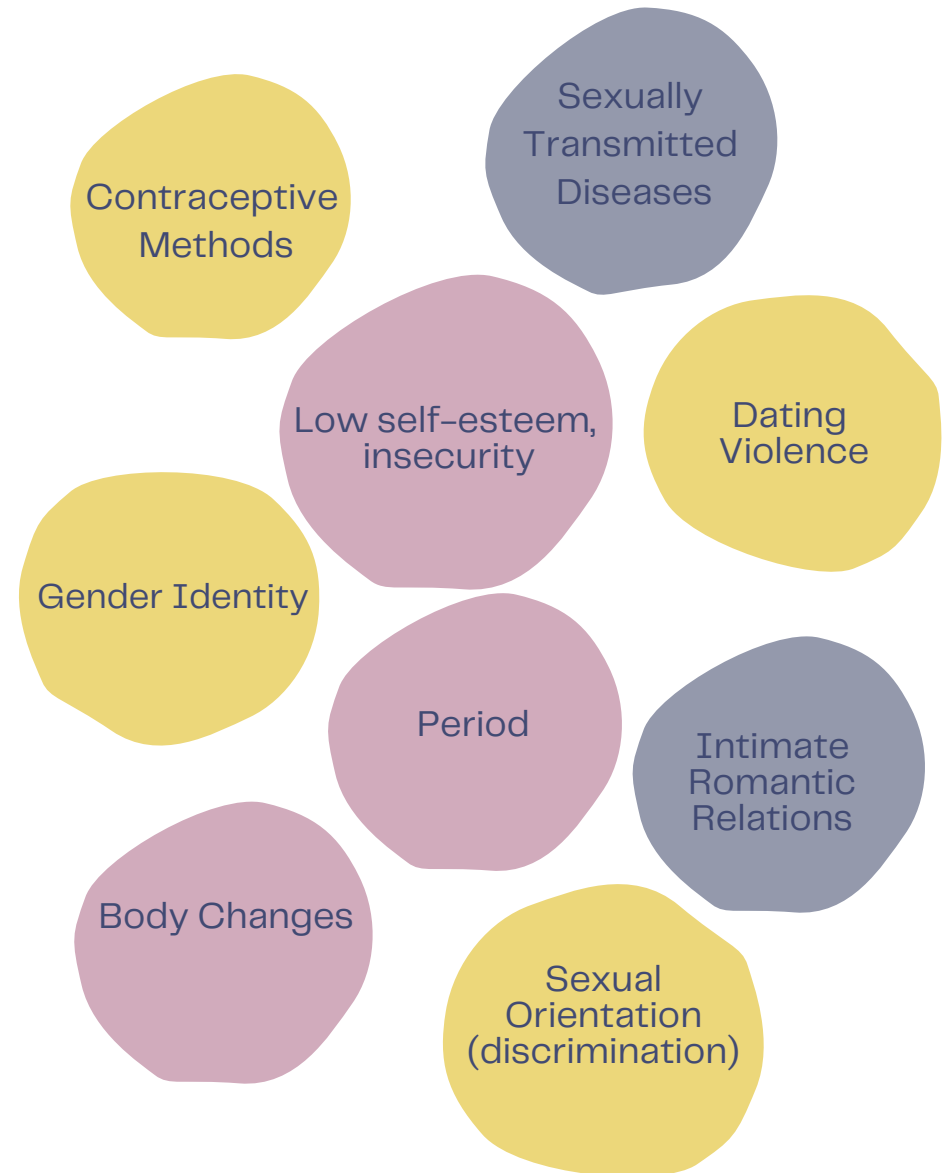 Contraceptive
Methods
Sexually
Transmitted
Diseases
Low self-esteem,
insecurity
Dating
Violence
Gender Identity
Period
Intimate
Romantic
Relations
Body Changes
Sexual
Orientation
(discrimination)